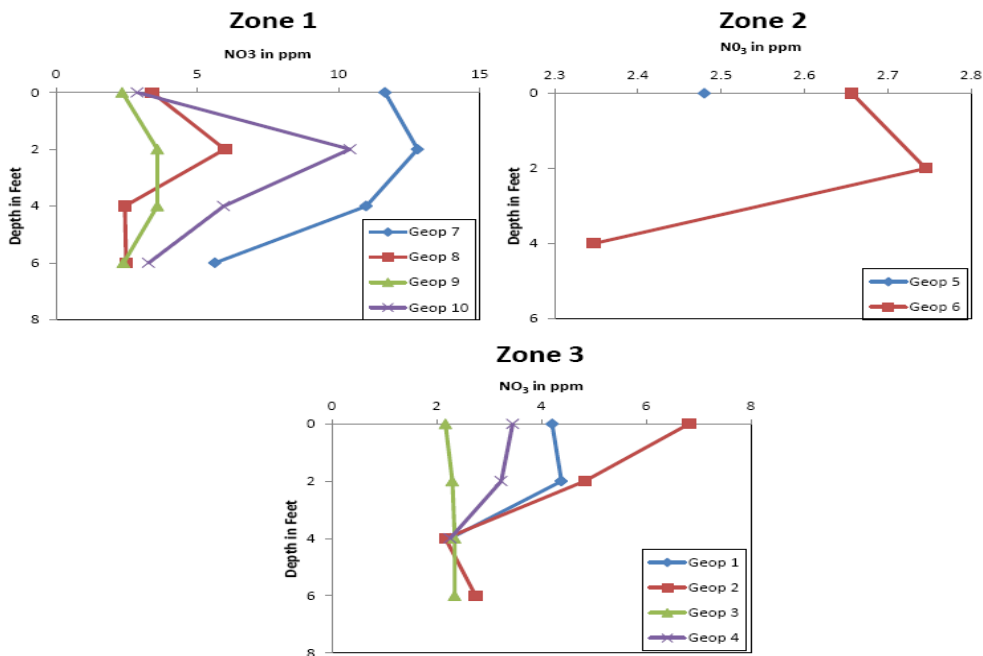 Zone 1
NO3 in ppm
0 5 10 15
0
2
4
6
8
Depth in Feet
Geop 7
Geop 8
Geop 9
Geop 10
Zone 2
N0₃ in ppm
2.3 2.4 2.5 2.6 2.7 2.8
0
2
4
6
Depth in Feet
Geop 5
Geop 6
Zone 3
NO₃ in ppm
0 2 4 6 8
0
2
4
6
8
Depth in Feet
Geop 1
Geop 2
Geop 3
Geop 4